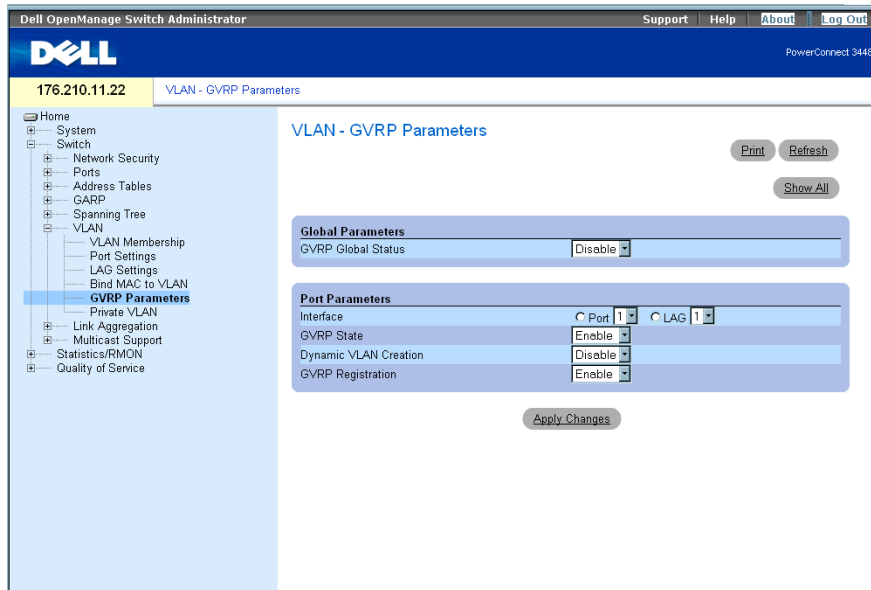 Dell OpenManage Switch Administrator Support Help About Log Out
DELL
PowerConnect 3448
176.210.11.22 VLAN - GVRP Parameters
Home
System
Switch
Network Security
Ports
Address Tables
GARP
Spanning Tree
VLAN
VLAN Membership
Port Settings
LAG Settings
Bind MAC to VLAN
GVRP Parameters
Private VLAN
Link Aggregation
Multicast Support
Statistics/RMON
Quality of Service
VLAN - GVRP Parameters
Print Refresh
Show All
Global Parameters
GVRP Global Status Disable
Port Parameters
Interface Port 1 LAG 1
GVRP State Enable
Dynamic VLAN Creation Disable
GVRP Registration Enable
Apply Changes